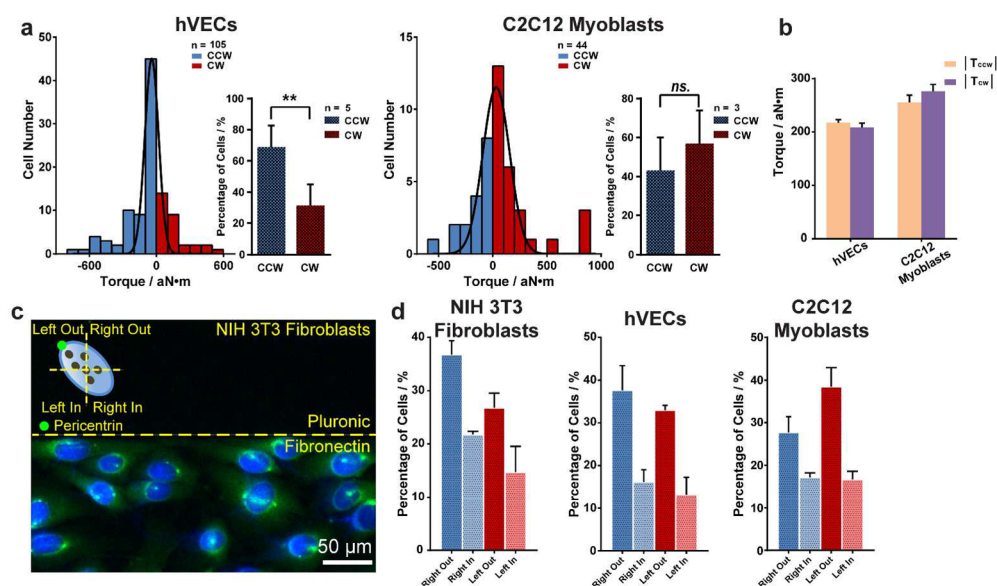 a
hVECs
n = 105
CCW
CW
Cell Number
50
40
30
20
10
0
-600
0
600
Torque / aN•m
**
n = 5
CCW
CW
Percentage of Cells / %
100
80
60
40
20
0
CCW
CW
C2C12 Myoblasts
n = 44
CCW
CW
Cell Number
15
10
5
0
-500
0
500
1000
Torque / aN•m
ns.
n = 3
CCW
CW
Percentage of Cells / %
80
60
40
20
0
CCW
CW
b
|Tccw|
|Tcw|
Torque / aN•m
300
200
100
0
hVECs
C2C12
Myoblasts
c
Left Out Right Out
NIH 3T3 Fibroblasts
Left In Right In
Pericentrin
Pluronic
Fibronectin
50 μm
d
NIH 3T3
Fibroblasts
Percentage of Cells / %
40
30
20
10
0
Right Out
Right In
Left Out
Left In
hVECs
Percentage of Cells / %
50
40
30
20
10
0
Right Out
Right In
Left Out
Left In
C2C12
Myoblasts
Percentage of Cells / %
50
40
30
20
10
0
Right Out
Right In
Left Out
Left In